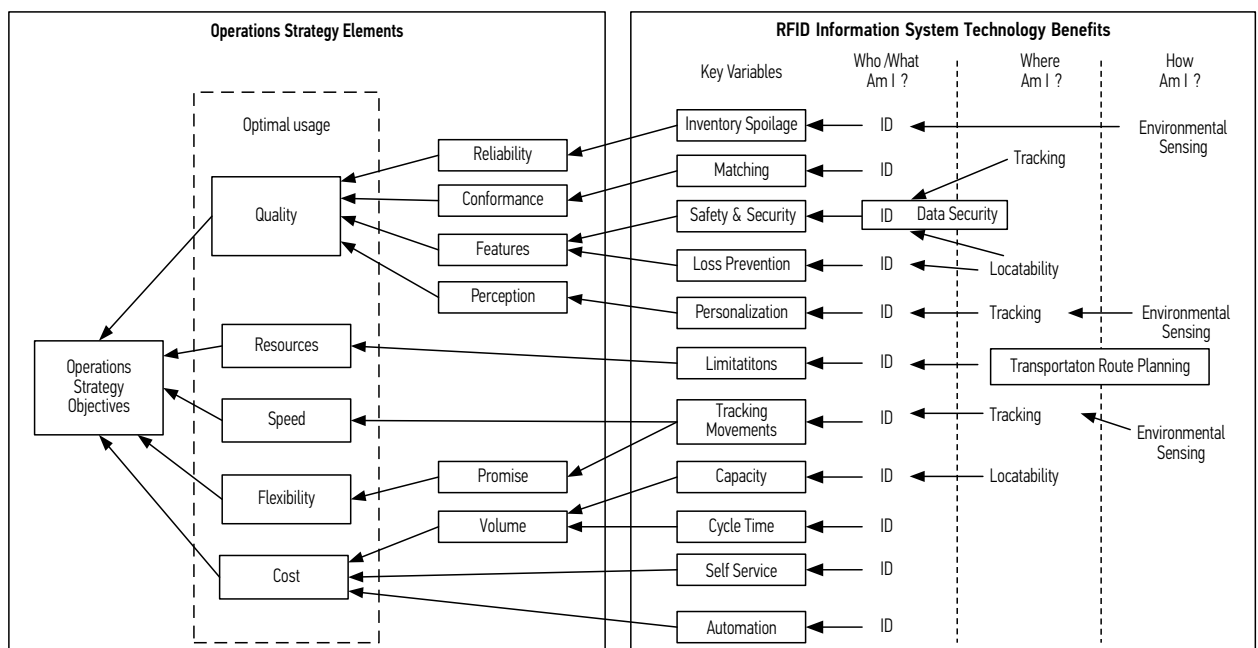 Operations Strategy Elements
RFID Information System Technology Benefits
Key Variables
Who /What
Am I ?
Where
Am I ?
How
Am I ?
Optimal usage
Quality
Resources
Speed
Flexibility
Cost
Operations
Strategy
Objectives
Reliability
Conformance
Features
Perception
Promise
Volume
Inventory Spoilage
ID
Environmental
Sensing
Matching
ID
Tracking
Safety & Security
ID Data Security
Loss Prevention
ID
Locatability
Personalization
ID
Tracking
Environmental
Sensing
Limitatitons
ID
Transportaton Route Planning
Tracking
Movements
ID
Tracking
Environmental
Sensing
Capacity
ID
Locatability
Cycle Time
ID
Self Service
ID
Automation
ID